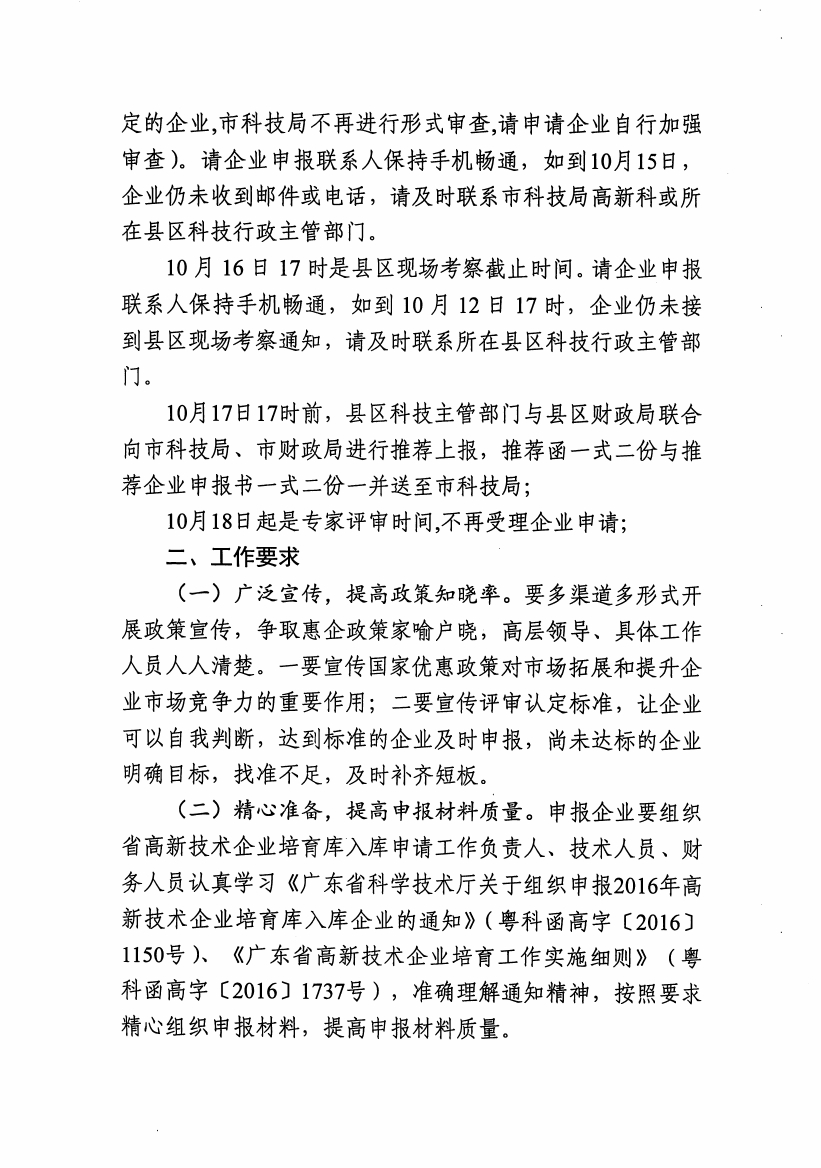 定的企业,市科技局不再进行形式审查,请申请企业自行加强
审查)。请企业申报联系人保持手机畅通，如到10月15日，
企业仍未收到邮件或电话，请及时联系市科技局高新科或所
在县区科技行政主管部门。
10 月 16 日 17 时是县区现场考察截止时间。请企业申报
联系人保持手机畅通，如到 10 月 12 日 17 时，企业仍未接
到县区现场考察通知，请及时联系所在县区科技行政主管部
门。
10月17日17时前，县区科技主管部门与县区财政局联合
向市科技局、市财政局进行推荐上报，推荐函一式二份与推
荐企业申报书一式二份一并送至市科技局；
10月18日起是专家评审时间,不再受理企业申请；
二、工作要求
（一）广泛宣传，提高政策知晓率。要多渠道多形式开
展政策宣传，争取惠企政策家喻户晓，高层领导、具体工作
人员人人清楚。一要宣传国家优惠政策对市场拓展和提升企
业市场竞争力的重要作用；二要宣传评审认定标准，让企业
可以自我判断，达到标准的企业及时申报，尚未达标的企业
明确目标，找准不足，及时补齐短板。
（二）精心准备，提高申报材料质量。申报企业要组织
省高新技术企业培育库入库申请工作负责人、技术人员、财
务人员认真学习《广东省科学技术厅关于组织申报2016年高
新技术企业培育库入库企业的通知》（粤科函高字〔2016〕
1150号）、《广东省高新技术企业培育工作实施细则》（粤
科函高字〔2016〕1737号），准确理解通知精神，按照要求
精心组织申报材料，提高申报材料质量。